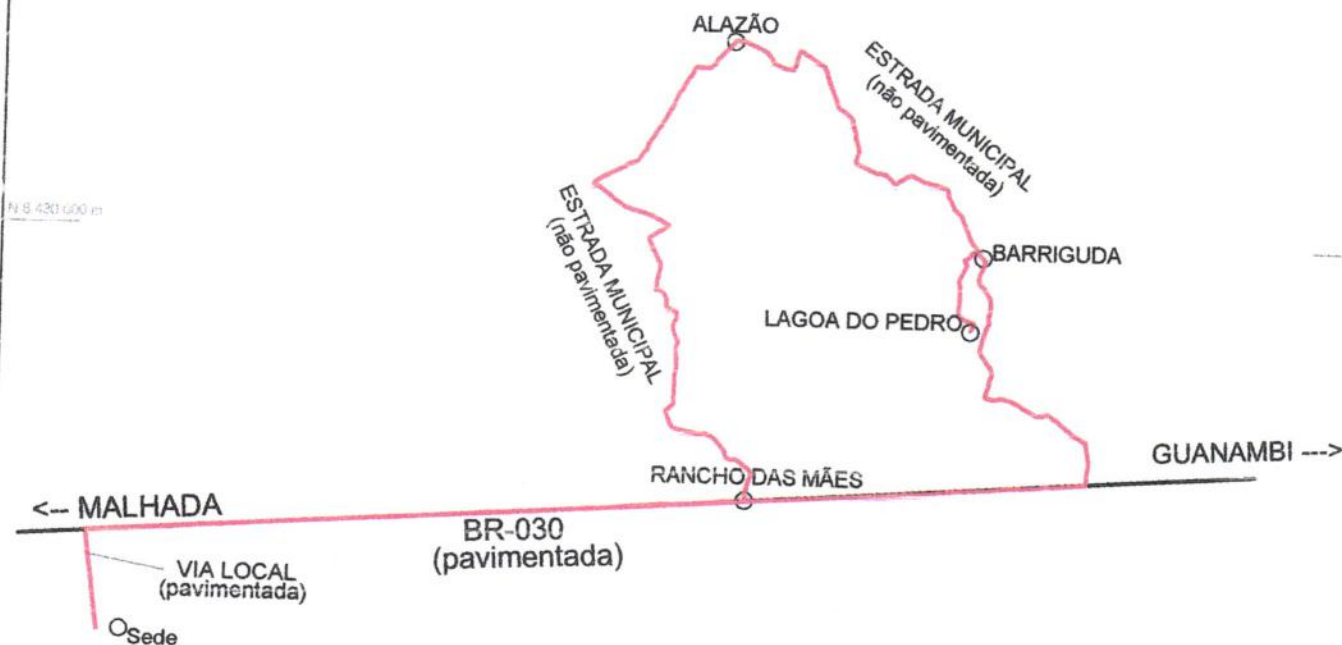 ALAZÃO
ESTRADA MUNICIPAL
(não pavimentada)
N 8.430.000 m
ESTRADA MUNICIPAL
(não pavimentada)
BARRIGUDA
LAGOA DO PEDRO
GUANAMBI --->
RANCHO DAS MÃES
<-- MALHADA
BR-030
(pavimentada)
VIA LOCAL
(pavimentada)
Sede